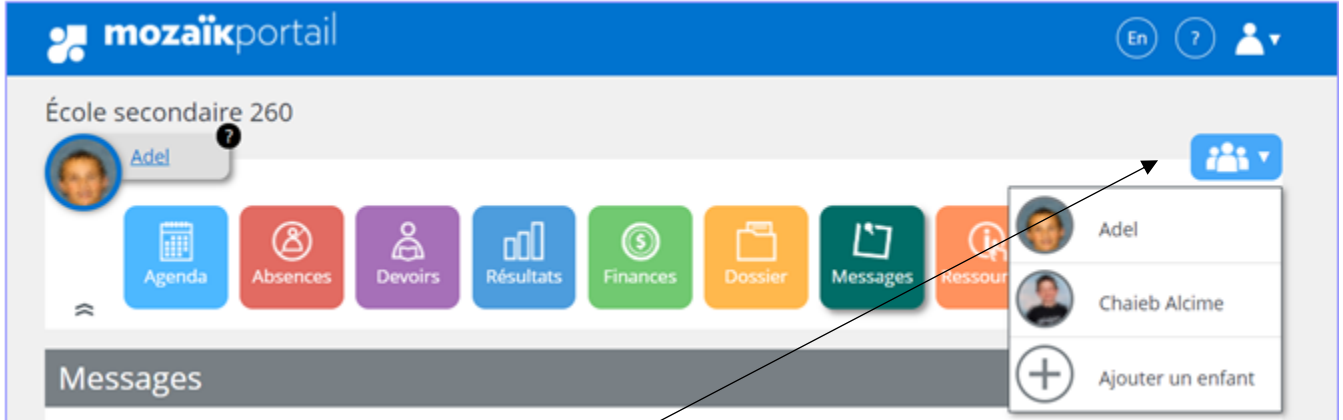 mozaïkportail
En ?
École secondaire 260
?
Adel
Agenda Absences Devoirs Résultats Finances Dossier Messages
Adel
Chaieb Alcime
Ajouter un enfant
Messages